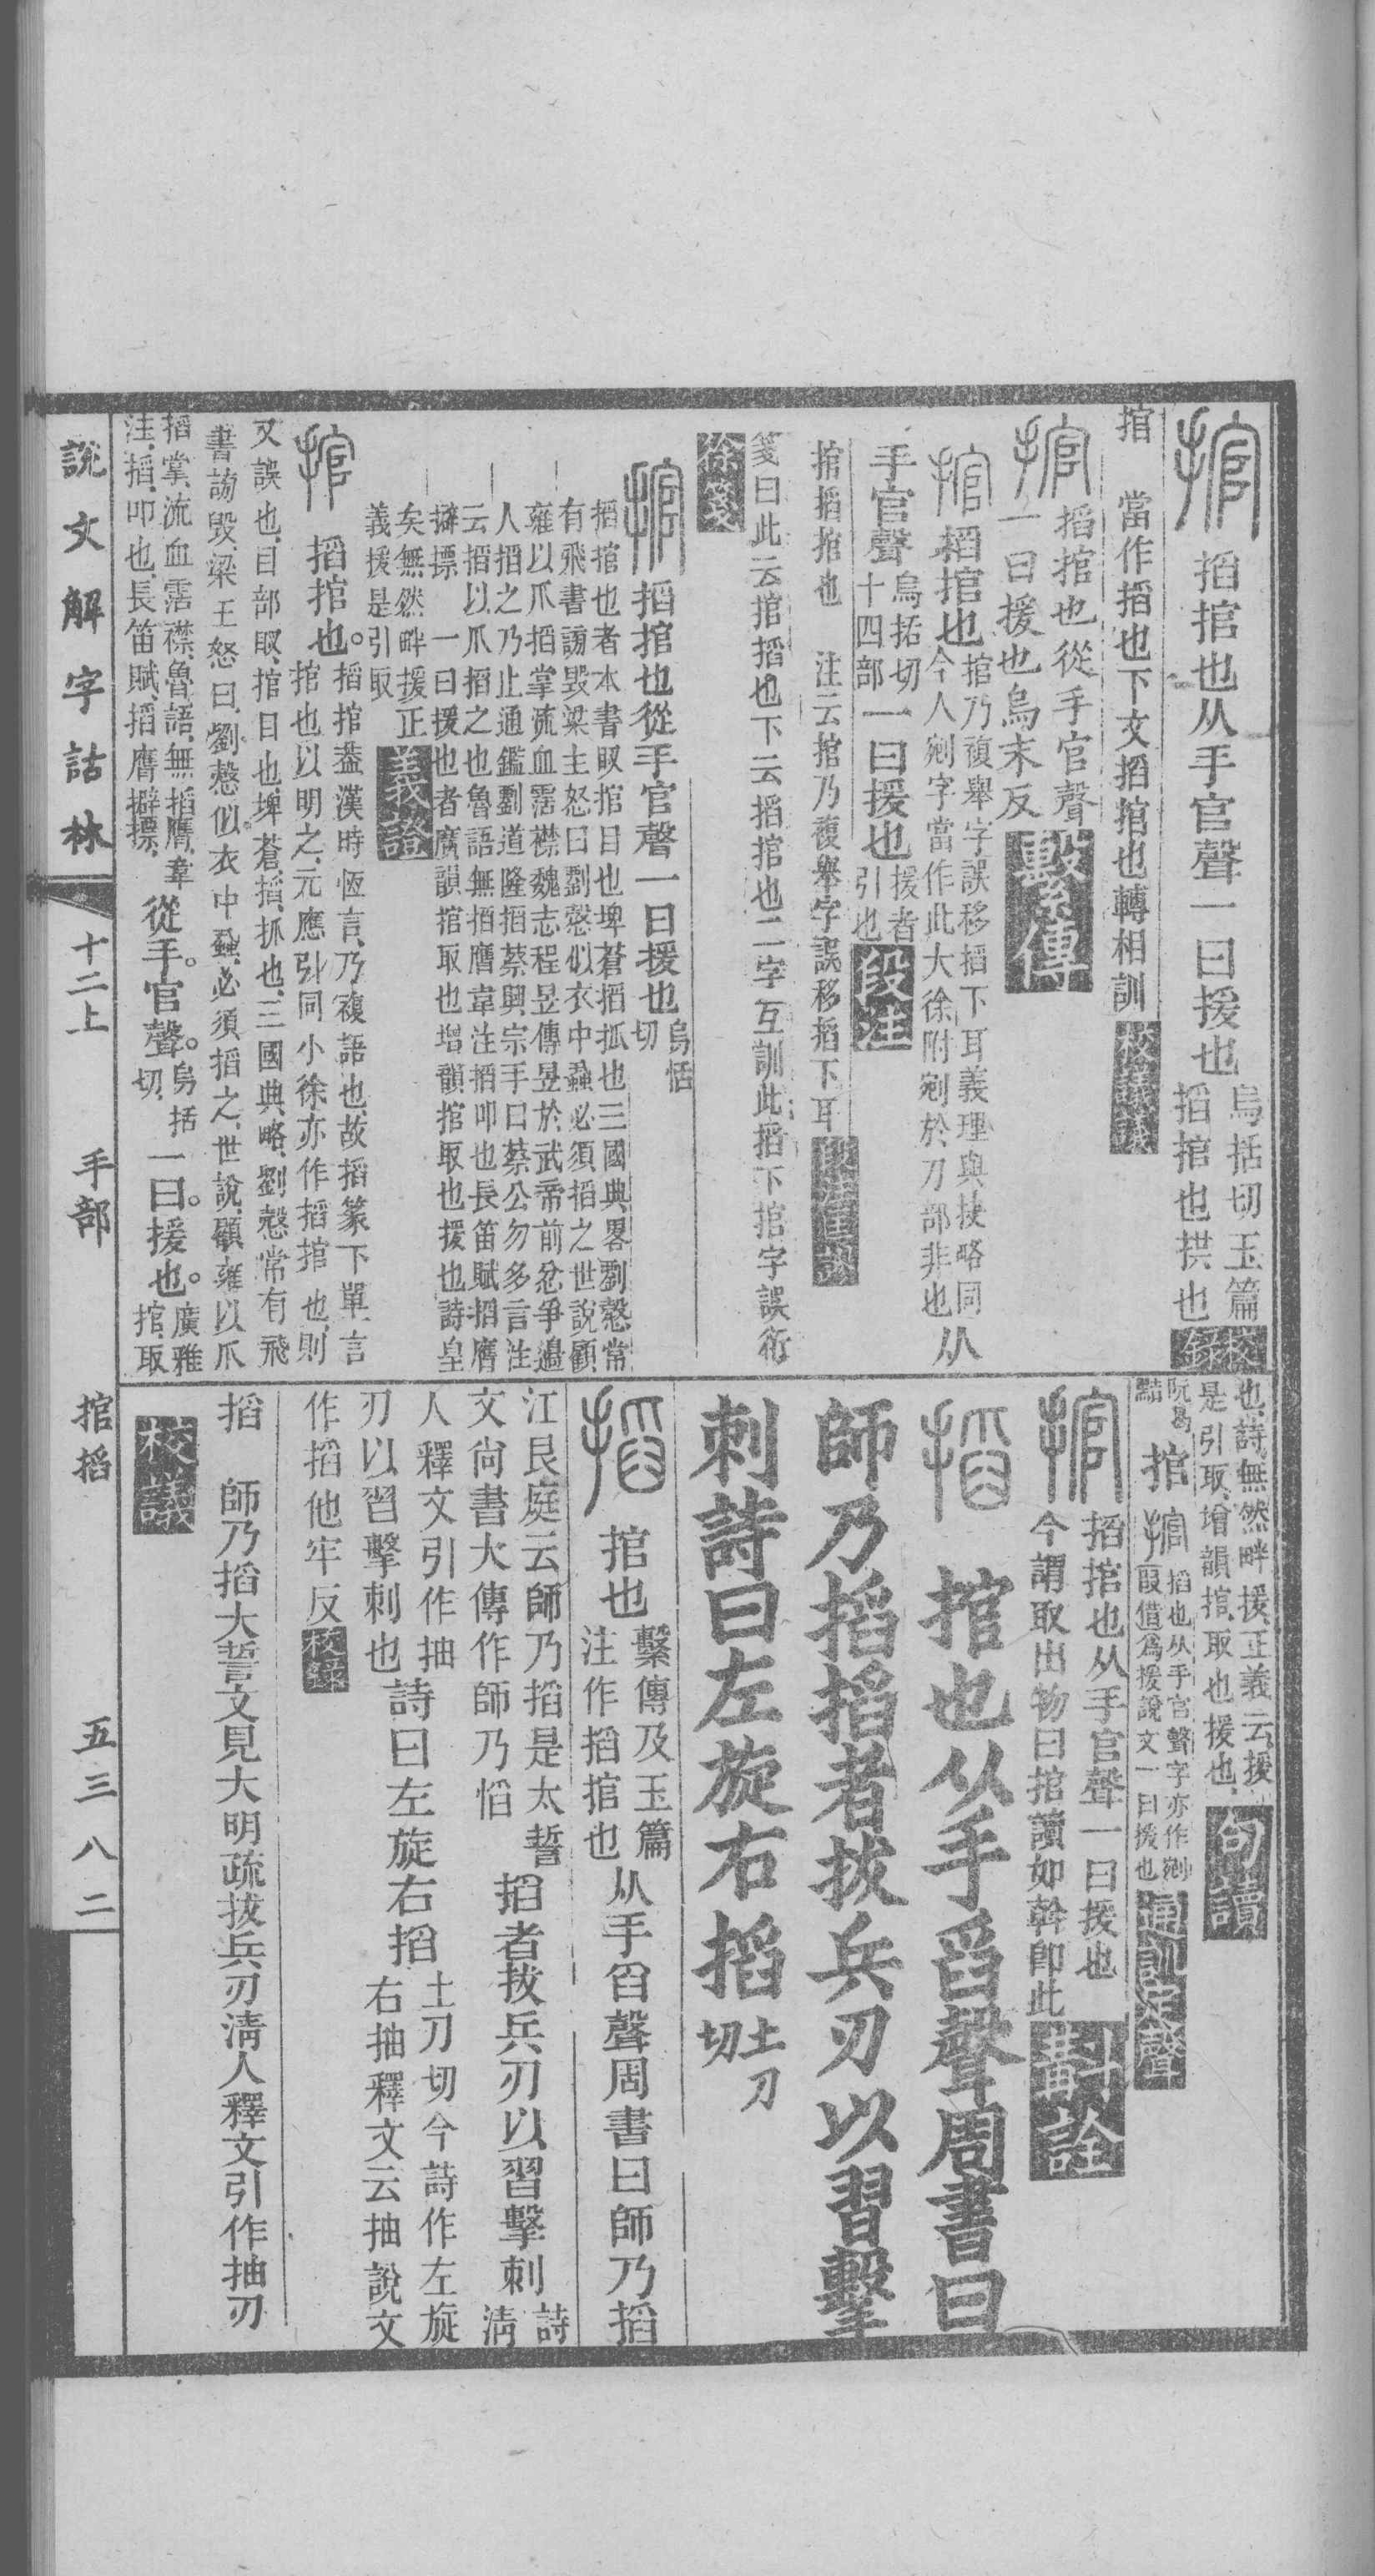 搯捾也从手官聲一曰援也烏括切玉篇搯捾也拱也校錄
捾 當作搯也下文搯捾也轉相訓校議議
搯捾也從手官聲一曰援也烏末反繫傳
搯捾也捾乃複舉字誤移搯下耳義理與抉略同今人剜字當作此大徐附剜於刀部非也从
手官聲烏括切十四部一曰援也援者引也段注
捾搯捾也 注云捾乃複舉字誤移搯下耳
箋曰此云捾搯也下云搯捾也二字互訓此搯下捾字誤衍
徐箋
搯捾也從手官聲一曰援也烏恬切
搯捾也者本書䀏捾目也埤蒼搯抓也三國典畧劉慤常
有飛書謗毀梁主怒曰劉慤似衣中蝨必須搯之世說顧
雍以爪搯掌流血霑襟魏志程昱傳昱於武帝前忿爭邊
人搯之乃止通鑑劉道隆搯蔡興宗手曰蔡公勿多言注
云搯以爪搯之也魯語無搯膺韋注搯叩也長笛賦搯膺
擗摽 一曰援也者廣韻捾取也增韻捾取也援也詩皇
矣無然畔援正義援是引取義證
搯捾也。搯捾蓋漢時恆言,乃複語也,故搯篆下單言捾也以明之,元應引同小徐亦作搯捾也,則
又誤也,目部䀏,捾目也,埤蒼,搯,抓也,三國典略,劉慤常有飛
書謗毀,梁王怒曰,劉慤似衣中蝨,必須搯之,世說,顧雍以爪
搯掌,流血霑襟,魯語,無搯膺,韋注,搯,叩也,長笛賦,搯膺擗摽,從手。官聲。烏括切,一曰。援也。廣雅捾,取
也,詩,無然畔援,正義云,援是引取,增韻,捾,取也援也,句讀
捾 搯也从手官聲字亦作剜叚借爲援說文一曰援也通訓定聲
搯捾也从手官聲一曰援也
今謂取出物曰捾讀如斡卽此斠詮
捾也从手舀聲周書曰
師乃搯搯者拔兵刃以習擊
刺詩曰左旋右搯土刀切
捾也繫傳及玉篇注作搯捾也从手舀聲周書曰師乃搯
江艮庭云師乃搯是太誓文尙書大傳作師乃慆搯者拔兵刃以習擊刺詩清
人釋文引作抽刃以習擊刺也詩曰左旋右搯土刀切今詩作左旋右抽釋文云抽說文
作搯他牢反校錄
搯 師乃搯大誓文見大明疏拔兵刃清人釋文引作抽刃
校議
說文解字詁林 十二上 手部 捾搯 五三八二